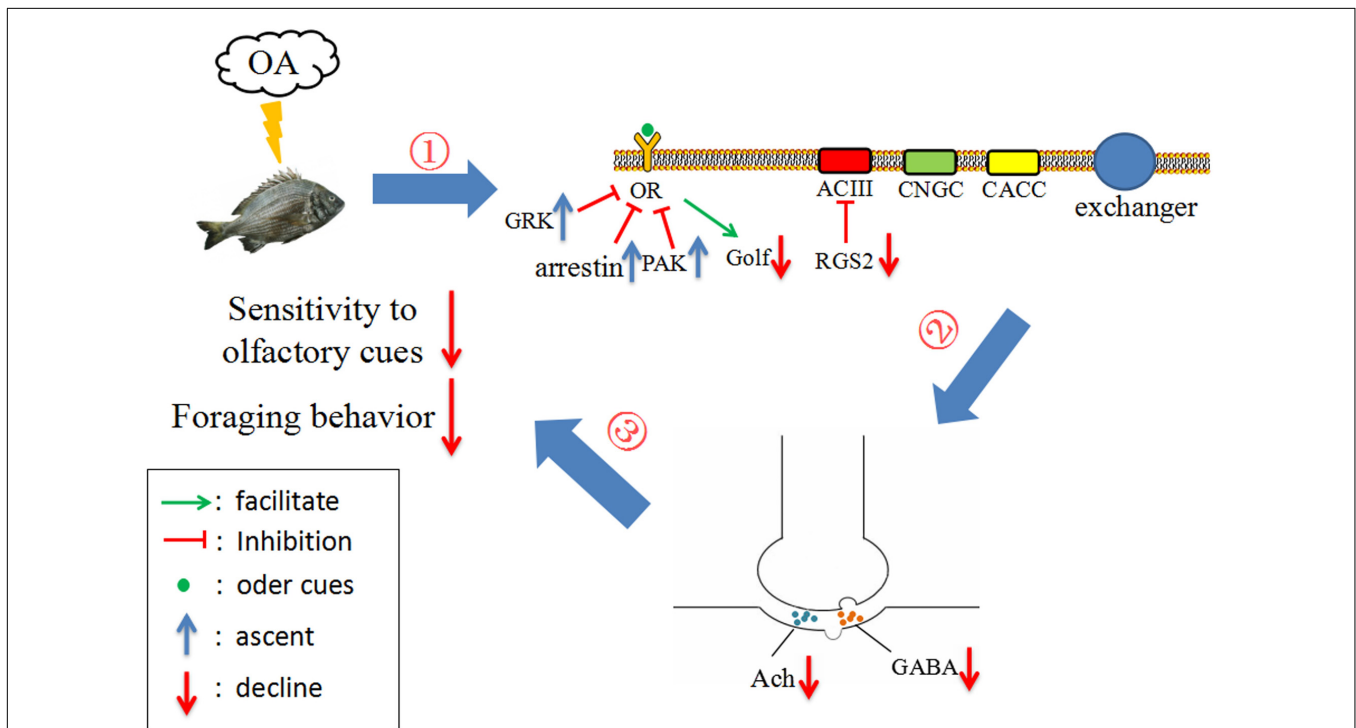 OA
①
OR
ACIII
CNGC
CACC
exchanger
GRK
arrestin
PAK
Golf
RGS2
Sensitivity to
olfactory cues
Foraging behavior
②
③
Ach
GABA
: facilitate
: Inhibition
: oder cues
: ascent
: decline